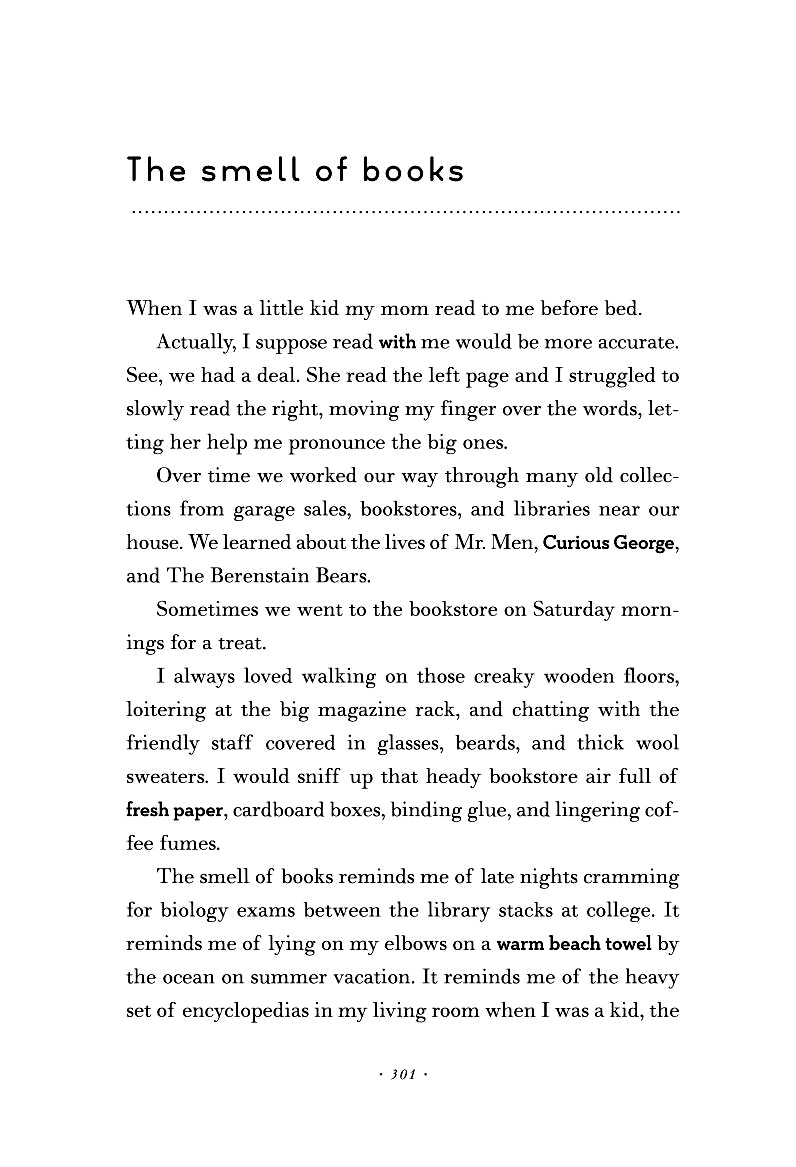 The smell of books
When I was a little kid my mom read to me before bed.
Actually, I suppose read with me would be more accurate.
See, we had a deal. She read the left page and I struggled to
slowly read the right, moving my finger over the words, let-
ting her help me pronounce the big ones.
Over time we worked our way through many old collec-
tions from garage sales, bookstores, and libraries near our
house. We learned about the lives of Mr. Men, Curious George,
and The Berenstain Bears.
Sometimes we went to the bookstore on Saturday morn-
ings for a treat.
I always loved walking on those creaky wooden floors,
loitering at the big magazine rack, and chatting with the
friendly staff covered in glasses, beards, and thick wool
sweaters. I would sniff up that heady bookstore air full of
fresh paper, cardboard boxes, binding glue, and lingering cof-
fee fumes.
The smell of books reminds me of late nights cramming
for biology exams between the library stacks at college. It
reminds me of lying on my elbows on a warm beach towel by
the ocean on summer vacation. It reminds me of the heavy
set of encyclopedias in my living room when I was a kid, the
· 301 ·